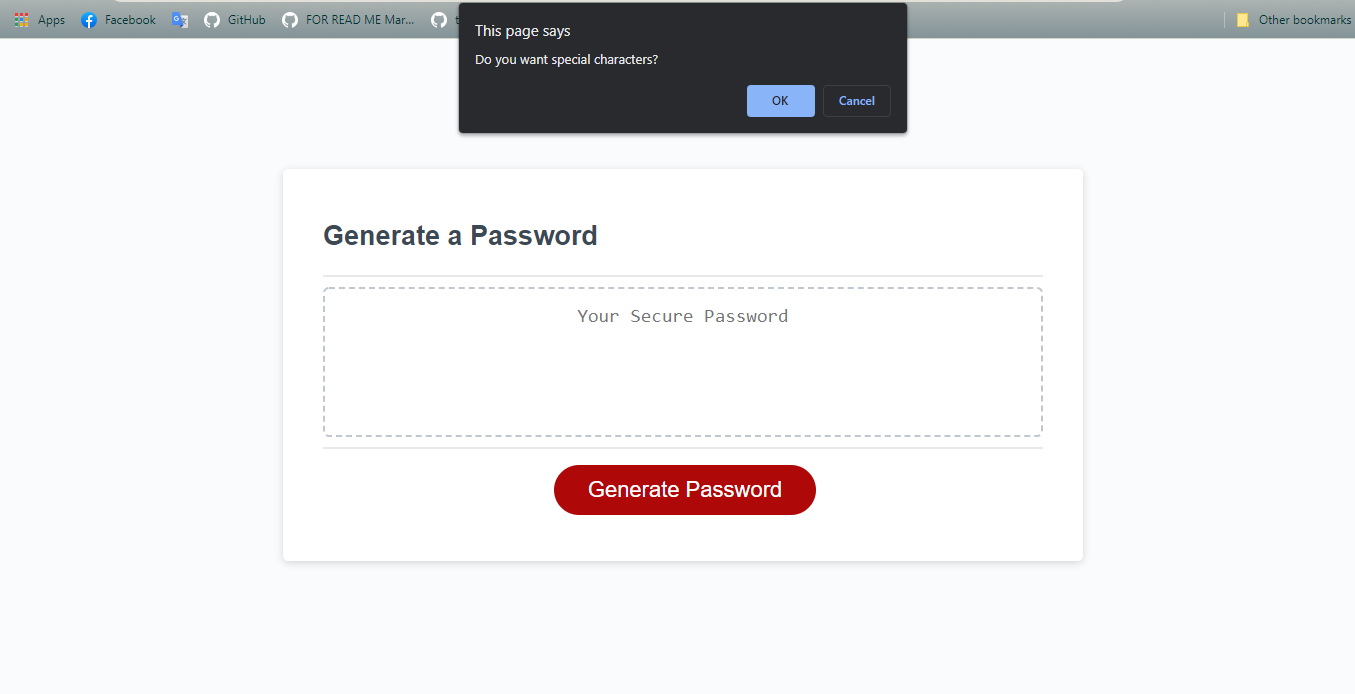 Apps Facebook GitHub FOR READ ME Mar... Other bookmarks
This page says
Do you want special characters?
OK Cancel
Generate a Password
Your Secure Password
Generate Password